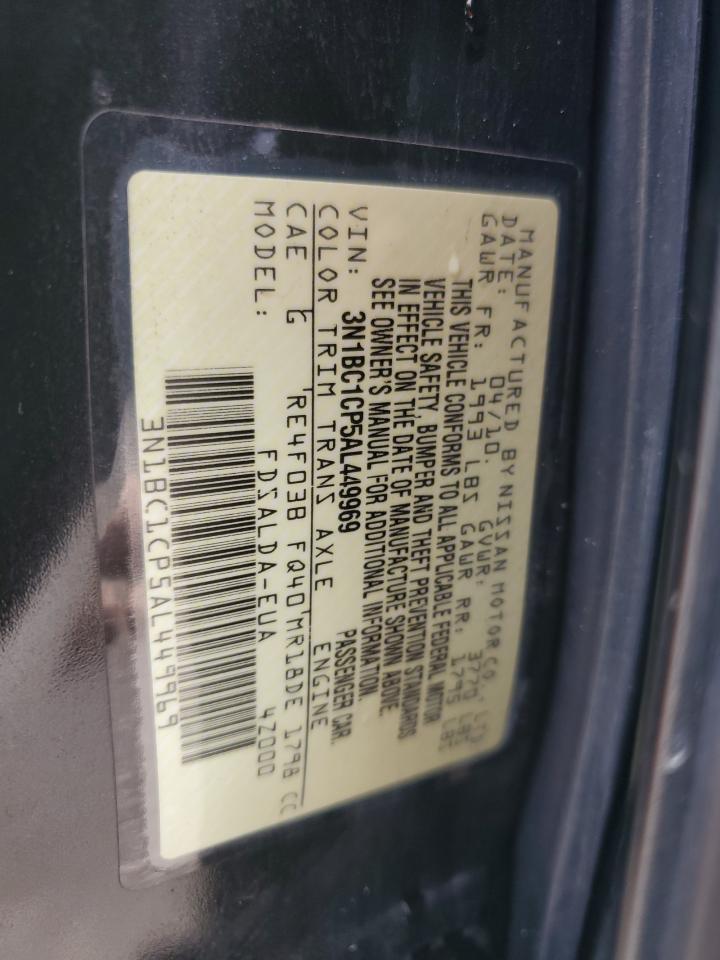 MANUFACTURED BY NISSAN MOTOR CO., LTD.
DATE: 04/10. GVWR: 3770 LBS
GAWR FR: 1993 LBS GAWR RR: 1795 LBS
THIS VEHICLE CONFORMS TO ALL APPLICABLE FEDERAL MOTOR
VEHICLE SAFETY, BUMPER AND THEFT PREVENTION STANDARDS
IN EFFECT ON THE DATE OF MANUFACTURE SHOWN ABOVE.
SEE OWNER'S MANUAL FOR ADDITIONAL INFORMATION.
VIN: 3N1BC1CP5AL449969 PASSENGER CAR.
COLOR TRIM TRANS AXLE ENGINE
CAE G RE4F03B FQ40 MR18DE 1798 CC
MODEL: FDSALDA-EUA 4Z000
3N1BC1CP5AL449969